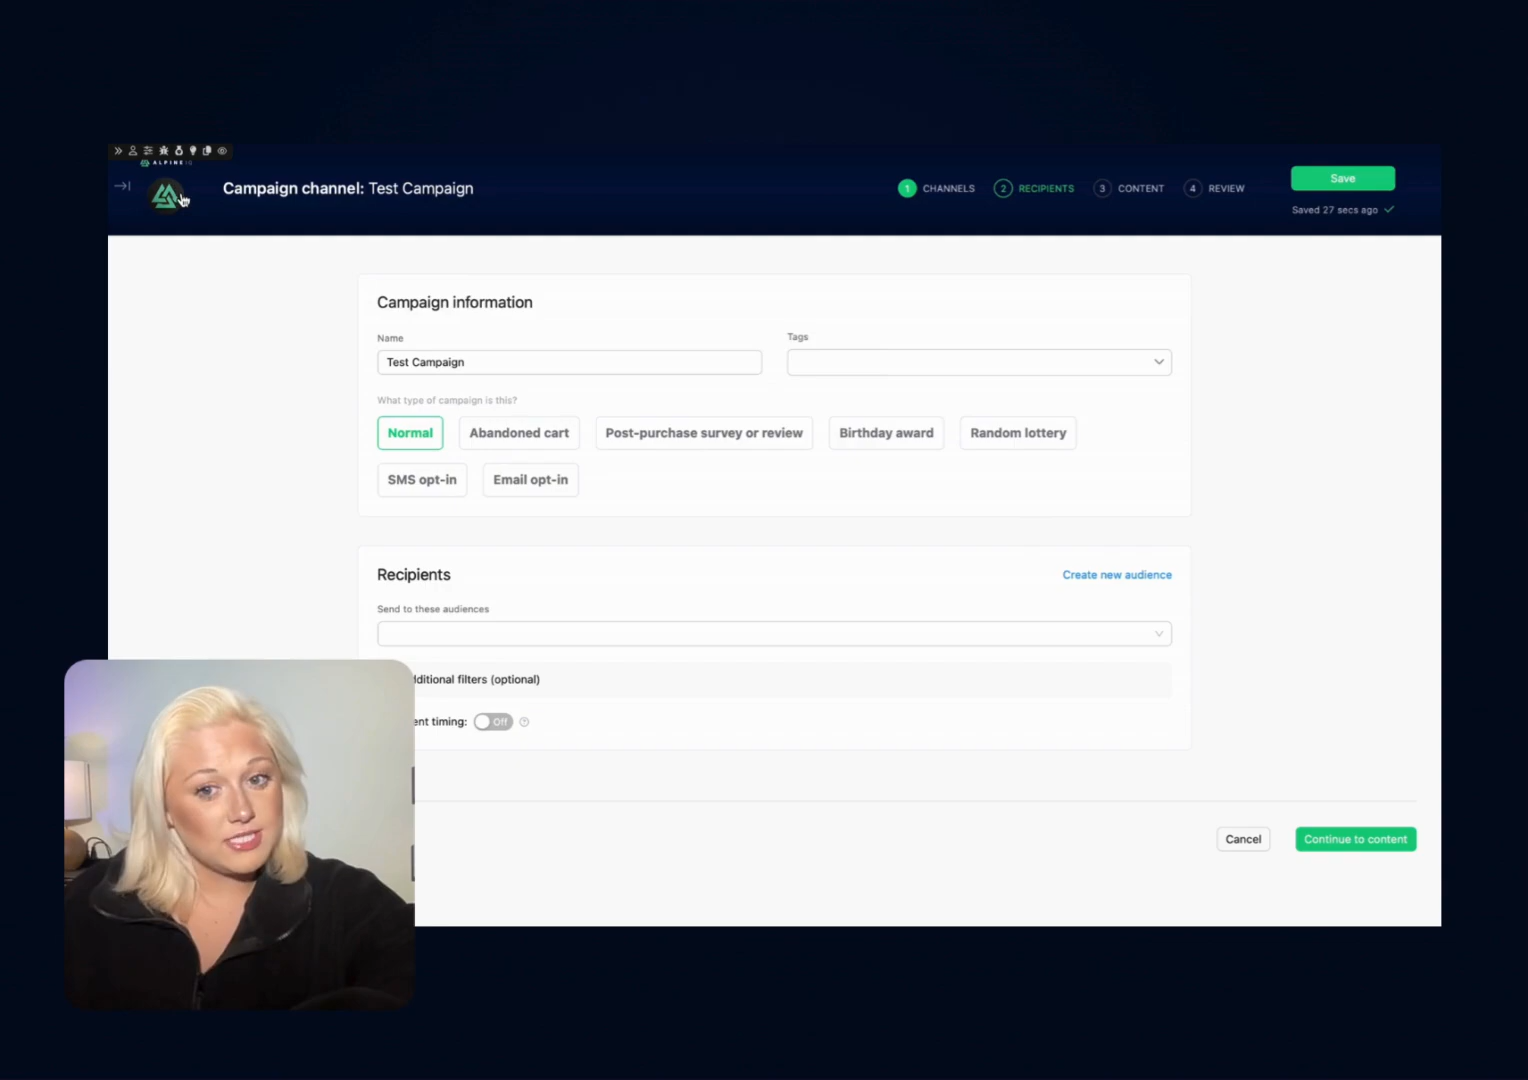 ALPINE IQ
Campaign channel: Test Campaign
1 CHANNELS 2 RECIPIENTS 3 CONTENT 4 REVIEW
Save
Saved 27 secs ago
Campaign information
Name
Tags
Test Campaign
What type of campaign is this?
Normal Abandoned cart Post-purchase survey or review Birthday award Random lottery
SMS opt-in Email opt-in
Recipients
Create new audience
Send to these audiences
filters (optional)
timing: Off
Cancel Continue to content